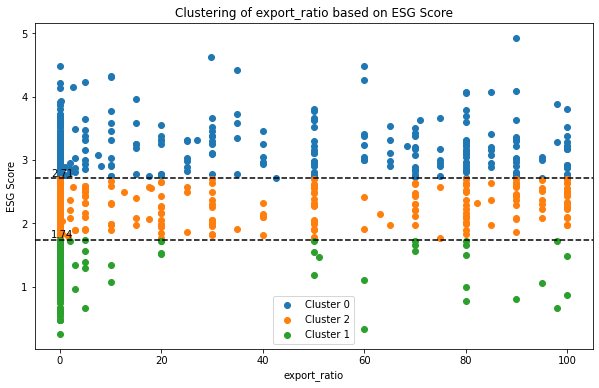 Clustering of export_ratio based on ESG Score
5
4
3
2
1
ESG Score
2.71
1.74
Cluster 0
Cluster 2
Cluster 1
0
20
40
60
80
100
export_ratio